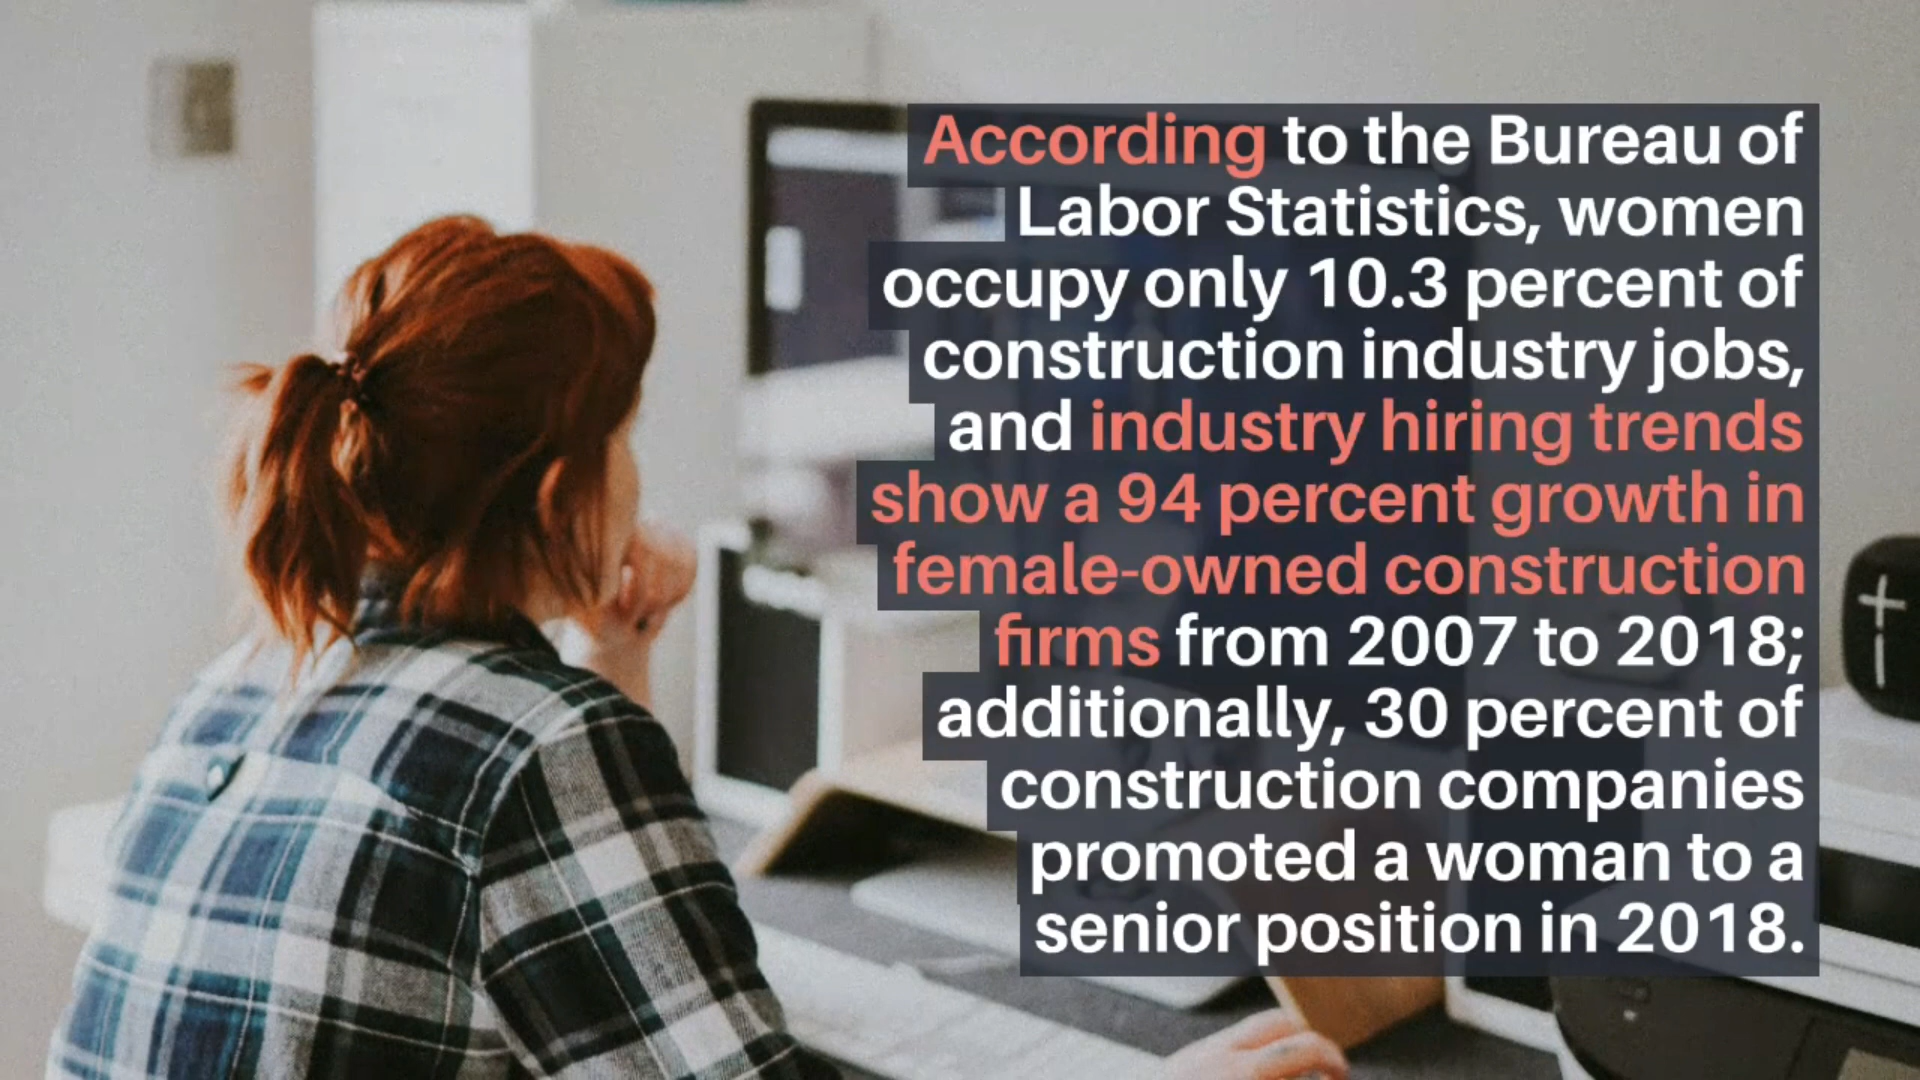 According to the Bureau of
Labor Statistics, women
occupy only 10.3 percent of
construction industry jobs,
and industry hiring trends
show a 94 percent growth in
female-owned construction
firms from 2007 to 2018;
additionally, 30 percent of
construction companies
promoted a woman to a
senior position in 2018.